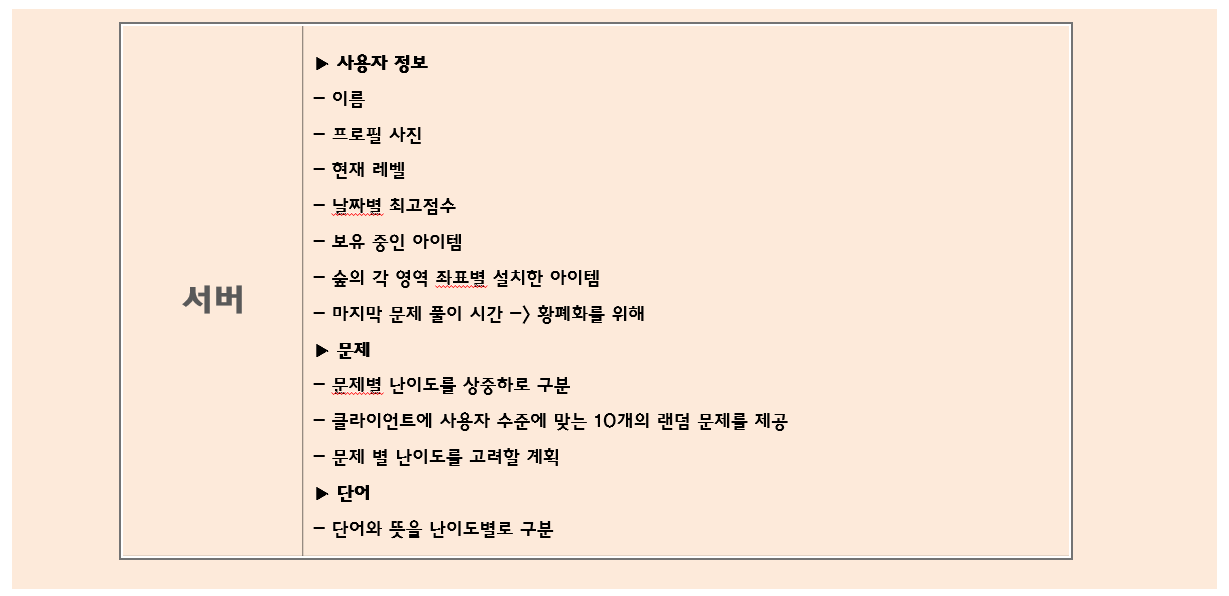 서버
▶ 사용자 정보
– 이름
– 프로필 사진
– 현재 레벨
– 날짜별 최고점수
– 보유 중인 아이템
– 숲의 각 영역 좌표별 설치한 아이템
– 마지막 문제 풀이 시간 –> 황폐화를 위해
▶ 문제
– 문제별 난이도를 상중하로 구분
– 클라이언트에 사용자 수준에 맞는 10개의 랜덤 문제를 제공
– 문제 별 난이도를 고려할 계획
▶ 단어
– 단어와 뜻을 난이도별로 구분